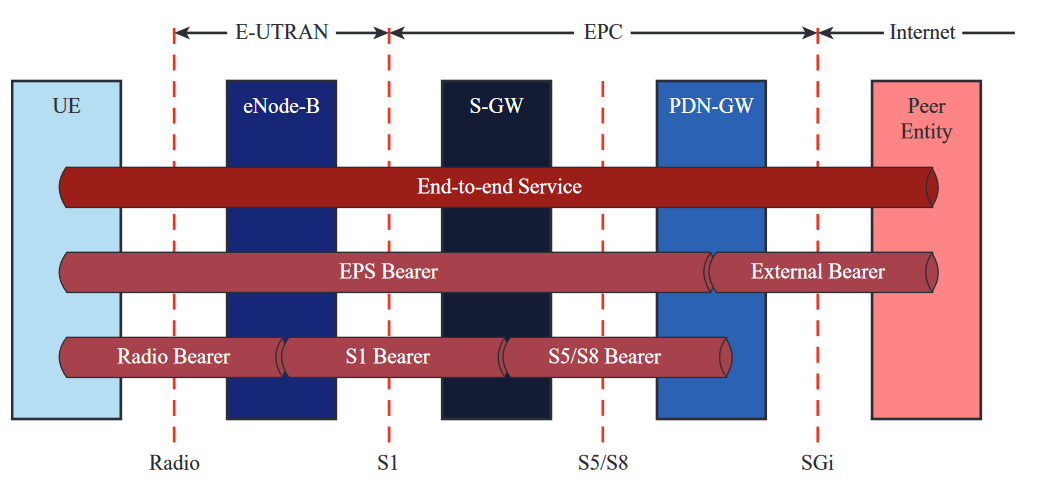 E-UTRAN
EPC
Internet
UE
eNode-B
S-GW
PDN-GW
Peer
Entity
End-to-end Service
EPS Bearer
External Bearer
Radio Bearer
S1 Bearer
S5/S8 Bearer
Radio
S1
S5/S8
SGi